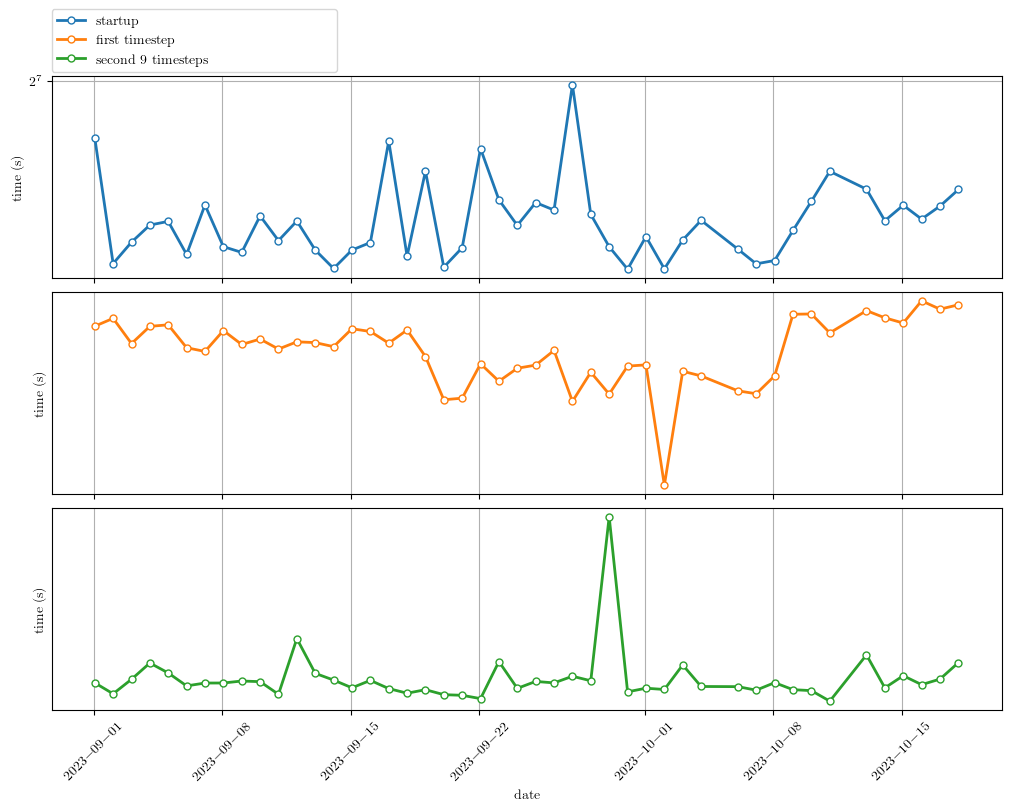 startup
first timestep
second 9 timesteps
2^7
time (s)
time (s)
time (s)
2023−09−01
2023−09−08
2023−09−15
2023−09−22
2023−10−01
2023−10−08
2023−10−15
date